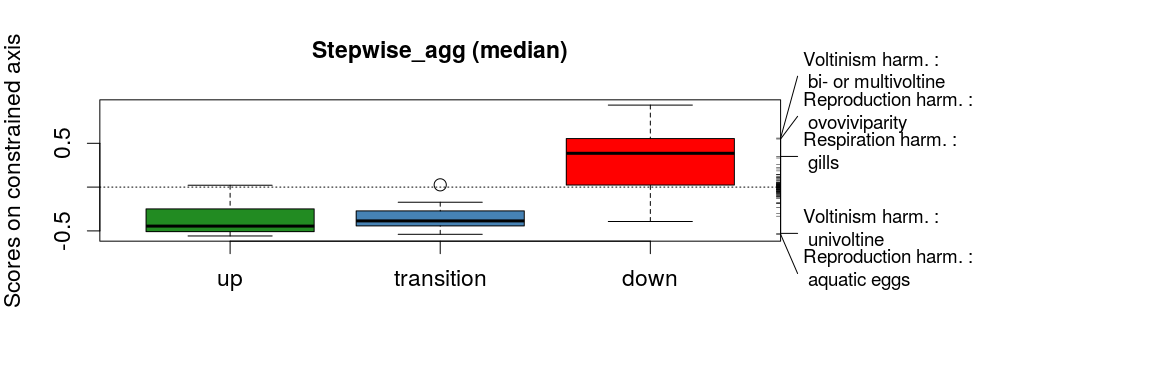 Stepwise_agg (median)
Scores on constrained axis
0.5
-0.5
up
transition
down
Voltinism harm. :
bi- or multivoltine
Reproduction harm. :
ovoviviparity
Respiration harm. :
gills
Voltinism harm. :
univoltine
Reproduction harm. :
aquatic eggs